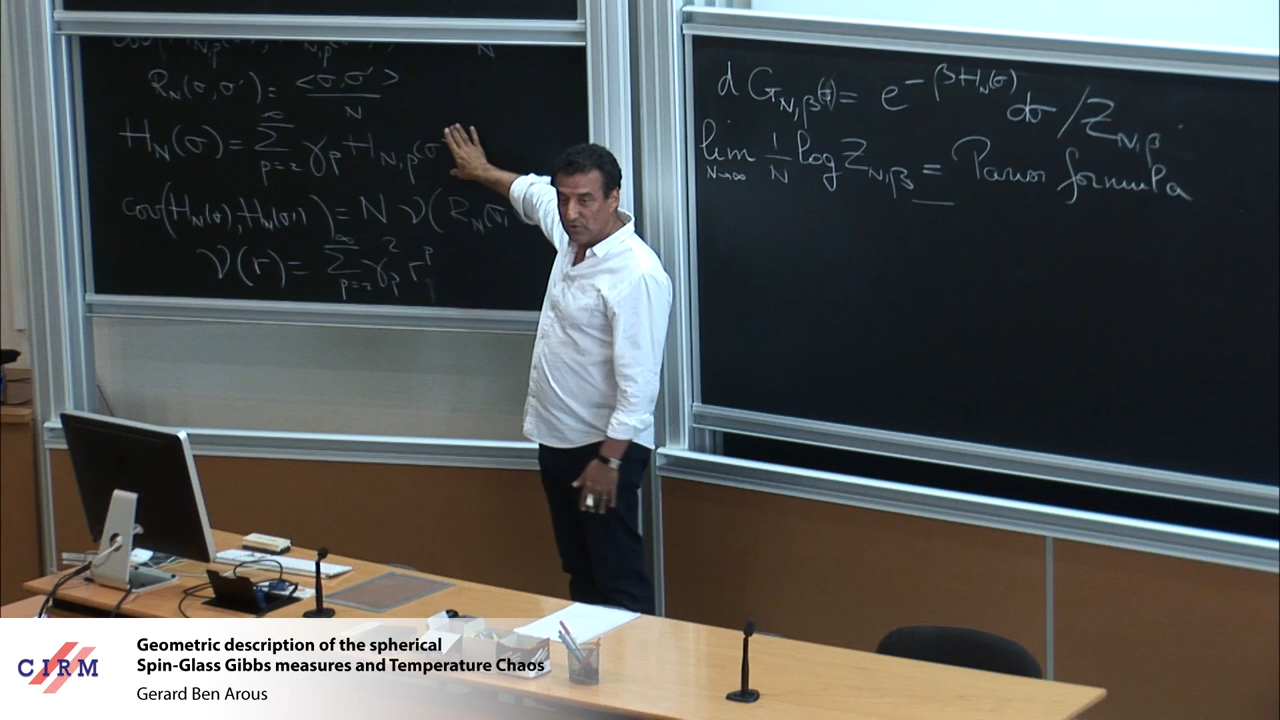 R_N(σ,σ') = <σ,σ'> / N
H_N(σ) = ∑_{p=2}^{∞} γ_p H_{N,p}(σ
cov(H_N(σ), H_N(σ')) = N ν( R_N(σ,
ν(r) = ∑_{p=2}^{∞} γ_p^2 r^p
d G_{N,β}(σ) = e^{-βH_N(σ)} dσ / Z_{N,β}
lim_{N→∞} 1/N log Z_{N,β} = Parisi formula
CIRM
Geometric description of the spherical
Spin-Glass Gibbs measures and Temperature Chaos
Gerard Ben Arous